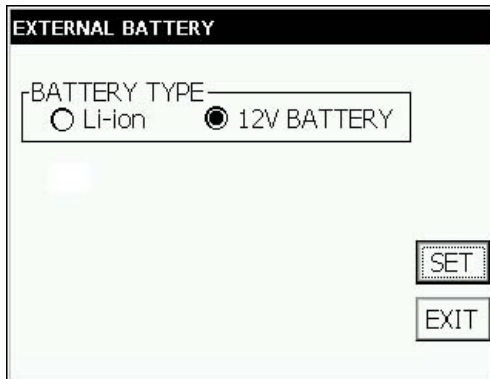 EXTERNAL BATTERY
BATTERY TYPE
Li-ion 12V BATTERY
SET
EXIT